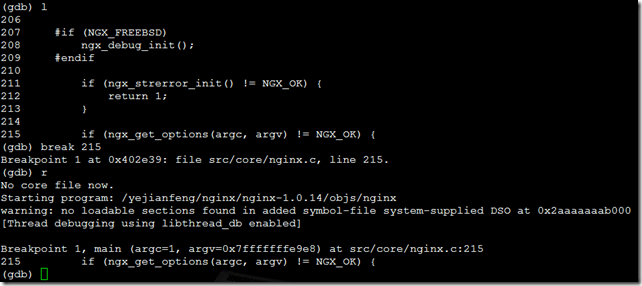 (gdb) l
206
207     #if (NGX_FREEBSD)
208         ngx_debug_init();
209     #endif
210
211         if (ngx_strerror_init() != NGX_OK) {
212             return 1;
213         }
214
215         if (ngx_get_options(argc, argv) != NGX_OK) {
(gdb) break 215
Breakpoint 1 at 0x402e39: file src/core/nginx.c, line 215.
(gdb) r
No core file now.
Starting program: /yejianfeng/nginx/nginx-1.0.14/objs/nginx
warning: no loadable sections found in added symbol-file system-supplied DSO at 0x2aaaaaaab000
[Thread debugging using libthread_db enabled]

Breakpoint 1, main (argc=1, argv=0x7fffffffe9e8) at src/core/nginx.c:215
215         if (ngx_get_options(argc, argv) != NGX_OK) {
(gdb)